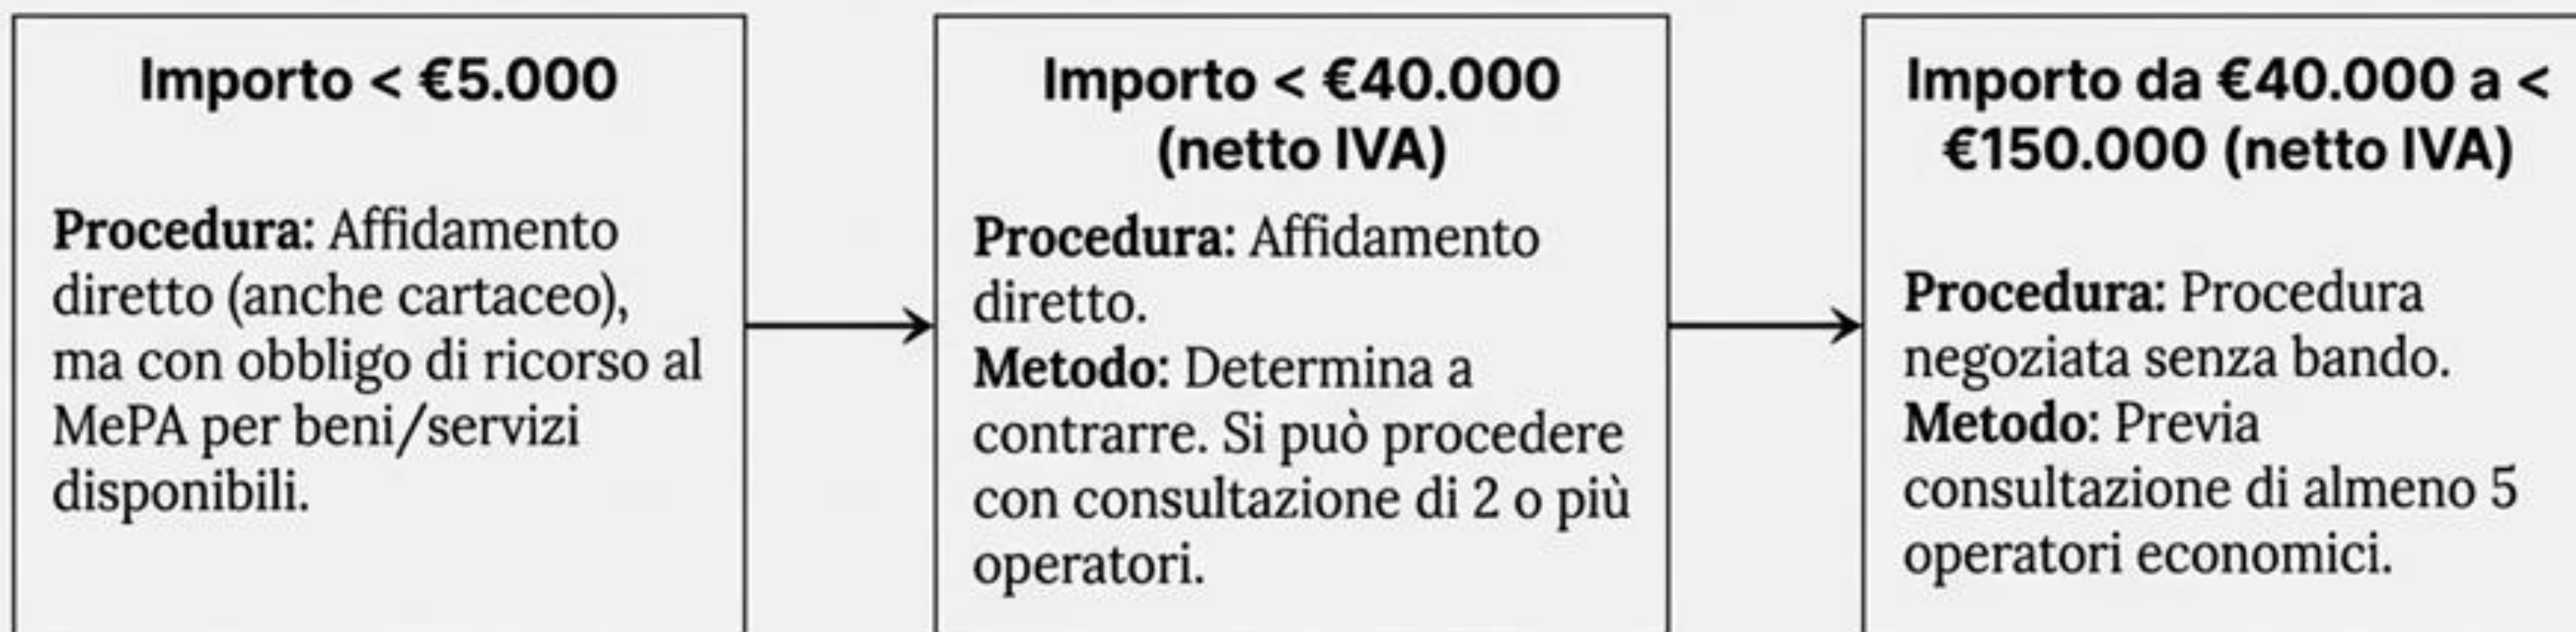 Importo < €5.000
Procedura: Affidamento
diretto (anche cartaceo),
ma con obbligo di ricorso al
MePA per beni/servizi
disponibili.
Importo < €40.000
(netto IVA)
Procedura: Affidamento
diretto.
Metodo: Determina a
contrarre. Si può procedere
con consultazione di 2 o più
operatori.
Importo da €40.000 a <
€150.000 (netto IVA)
Procedura: Procedura
negoziata senza bando.
Metodo: Previa
consultazione di almeno 5
operatori economici.